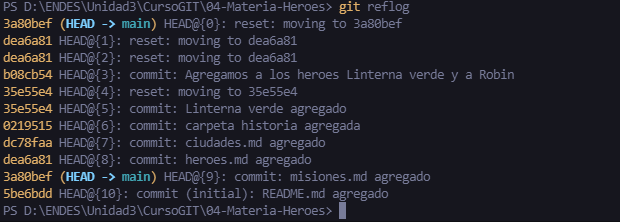 PS D:\ENDES\Unidad3\CursoGIT\04-Materia-Heroes> git reflog
3a80bef (HEAD -> main) HEAD@{0}: reset: moving to 3a80bef
dea6a81 HEAD@{1}: reset: moving to dea6a81
dea6a81 HEAD@{2}: reset: moving to dea6a81
b08cb54 HEAD@{3}: commit: Agregamos a los heroes Linterna verde y a Robin
35e55e4 HEAD@{4}: reset: moving to 35e55e4
35e55e4 HEAD@{5}: commit: Linterna verde agregado
0219515 HEAD@{6}: commit: carpeta historia agregada
dc78faa HEAD@{7}: commit: ciudades.md agregado
dea6a81 HEAD@{8}: commit: heroes.md agregado
3a80bef (HEAD -> main) HEAD@{9}: commit: misiones.md agregado
5be6bdd HEAD@{10}: commit (initial): README.md agregado
PS D:\ENDES\Unidad3\CursoGIT\04-Materia-Heroes>